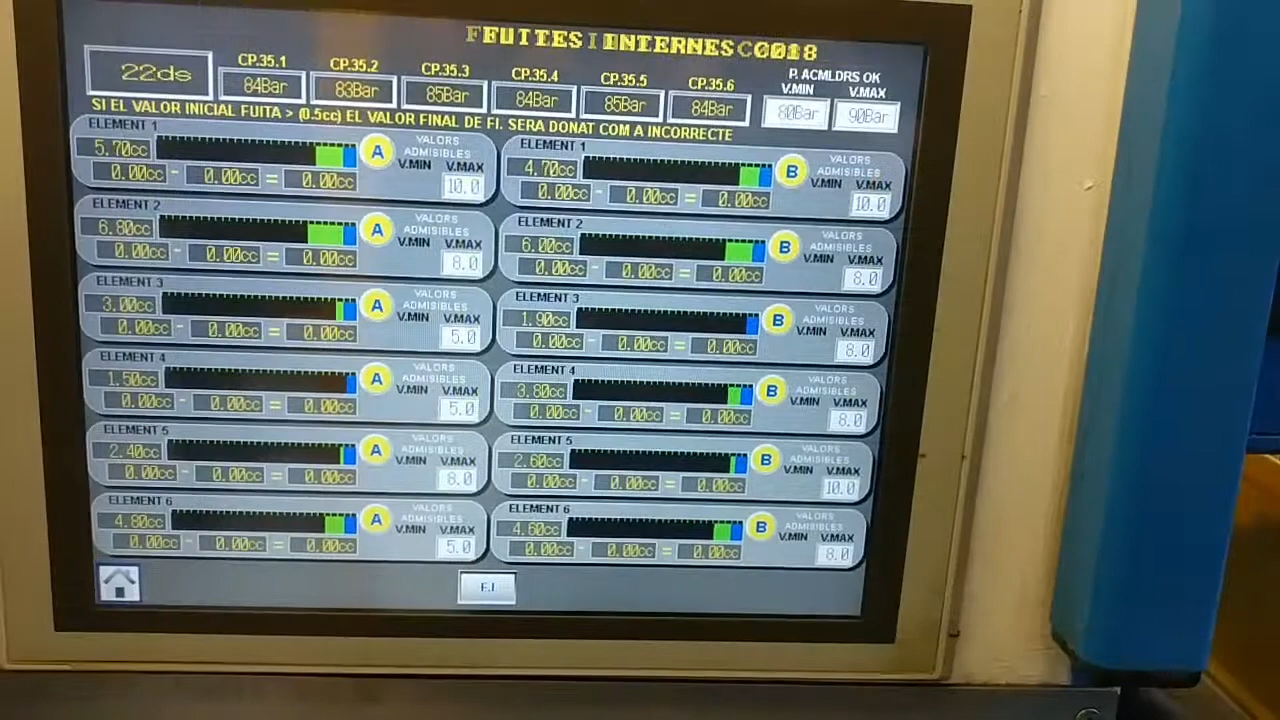 FUITES INTERNES C018
22ds
CP.35.1 CP.35.2 CP.35.3 CP.35.4 CP.35.5 CP.35.6
84Bar 83Bar 85Bar 84Bar 85Bar 84Bar
P. ACMLDRS OK
V.MIN V.MAX
80Bar 90Bar
SI EL VALOR INICIAL FUITA > (0.5cc) EL VALOR FINAL DE FI. SERA DONAT COM A INCORRECTE
ELEMENT 1
5.70cc A VALORS ADMISIBLES
V.MIN V.MAX
0.00cc - 0.00cc = 0.00cc 10.0
ELEMENT 1
4.70cc B VALORS ADMISIBLES
V.MIN V.MAX
0.00cc - 0.00cc = 0.00cc 10.0
ELEMENT 2
6.80cc A VALORS ADMISIBLES
V.MIN V.MAX
0.00cc - 0.00cc = 0.00cc 8.0
ELEMENT 2
6.00cc B VALORS ADMISIBLES
V.MIN V.MAX
0.00cc - 0.00cc = 0.00cc 8.0
ELEMENT 3
3.00cc A VALORS ADMISIBLES
V.MIN V.MAX
0.00cc - 0.00cc = 0.00cc 5.0
ELEMENT 3
1.90cc B VALORS ADMISIBLES
V.MIN V.MAX
0.00cc - 0.00cc = 0.00cc 8.0
ELEMENT 4
1.50cc A VALORS ADMISIBLES
V.MIN V.MAX
0.00cc - 0.00cc = 0.00cc 5.0
ELEMENT 4
3.80cc B VALORS ADMISIBLES
V.MIN V.MAX
0.00cc - 0.00cc = 0.00cc 8.0
ELEMENT 5
2.40cc A VALORS ADMISIBLES
V.MIN V.MAX
0.00cc - 0.00cc = 0.00cc 8.0
ELEMENT 5
2.60cc B VALORS ADMISIBLES
V.MIN V.MAX
0.00cc - 0.00cc = 0.00cc 10.0
ELEMENT 6
4.80cc A VALORS ADMISIBLES
V.MIN V.MAX
0.00cc - 0.00cc = 0.00cc 5.0
ELEMENT 6
4.60cc B VALORS ADMISIBLES
V.MIN V.MAX
0.00cc - 0.00cc = 0.00cc 8.0
F.I